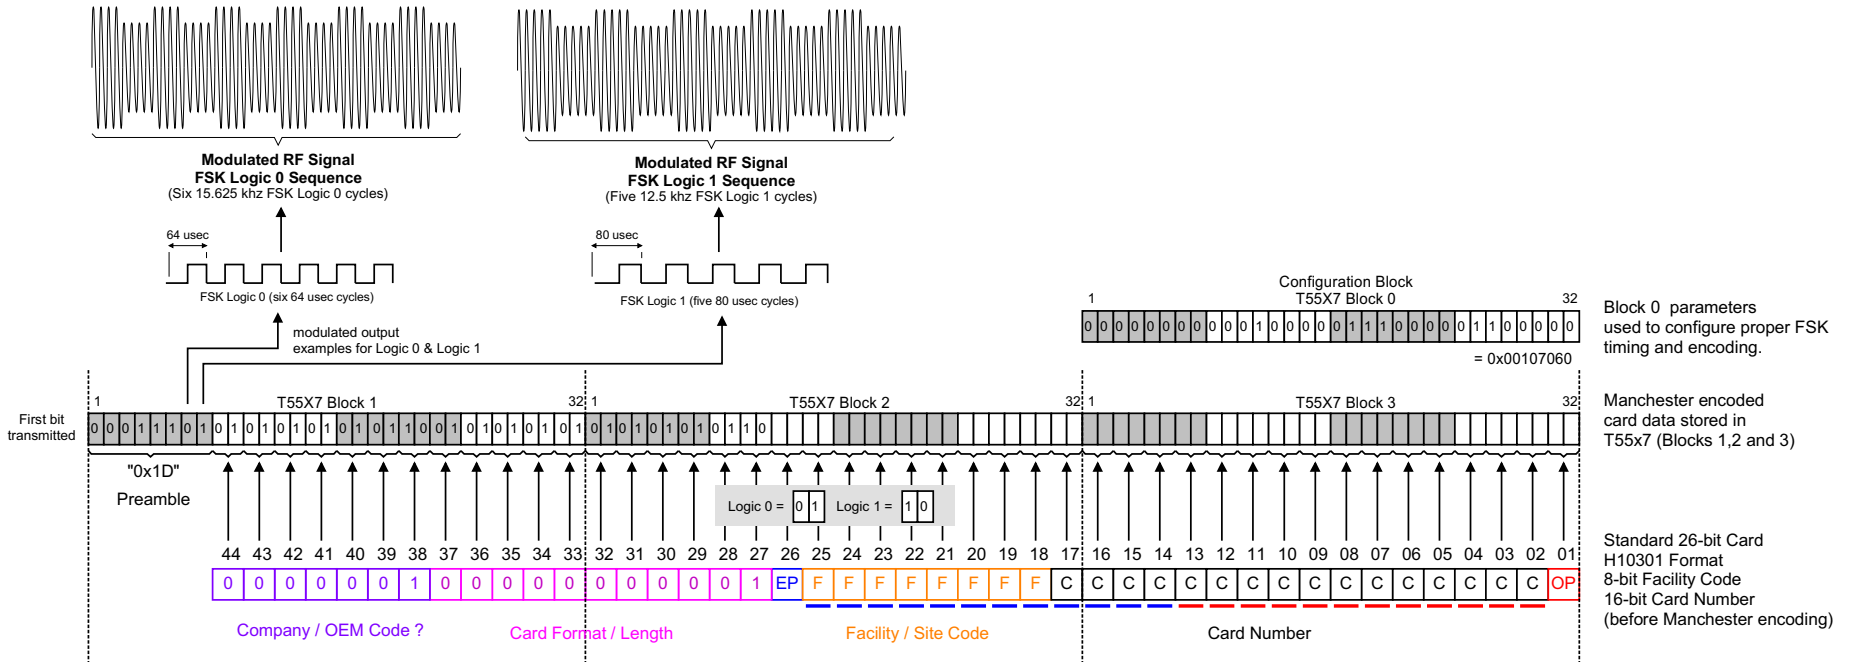 Modulated RF Signal
FSK Logic 0 Sequence
(Six 15.625 khz FSK Logic 0 cycles)
Modulated RF Signal
FSK Logic 1 Sequence
(Five 12.5 khz FSK Logic 1 cycles)
64 usec
FSK Logic 0 (six 64 usec cycles)
80 usec
FSK Logic 1 (five 80 usec cycles)
modulated output
examples for Logic 0 & Logic 1
Configuration Block
1 T55X7 Block 0 32
0 0 0 0 0 0 0 0 0 0 0 1 0 0 0 0 0 1 1 1 0 0 0 0 0 1 1 0 0 0 0 0
= 0x00107060
Block 0 parameters
used to configure proper FSK
timing and encoding.
1 T55X7 Block 1 32 1 T55X7 Block 2 32 1 T55X7 Block 3 32
First bit
transmitted
0 0 0 1 1 1 0 1 0 1 0 1 0 1 0 1 0 1 0 1 1 0 0 1 0 1 0 1 0 1 0 1 0 1 0 1 0 1 0 1 0 1 1 0
Manchester encoded
card data stored in
T55x7 (Blocks 1,2 and 3)
"0x1D"
Preamble
Logic 0 = 0 1 Logic 1 = 1 0
44 43 42 41 40 39 38 37 36 35 34 33 32 31 30 29 28 27 26 25 24 23 22 21 20 19 18 17 16 15 14 13 12 11 10 09 08 07 06 05 04 03 02 01
0 0 0 0 0 0 1 0 0 0 0 0 0 0 0 0 0 1 EP F F F F F F F F C C C C C C C C C C C C C C C C OP
Company / OEM Code ?
Card Format / Length
Facility / Site Code
Card Number
Standard 26-bit Card
H10301 Format
8-bit Facility Code
16-bit Card Number
(before Manchester encoding)